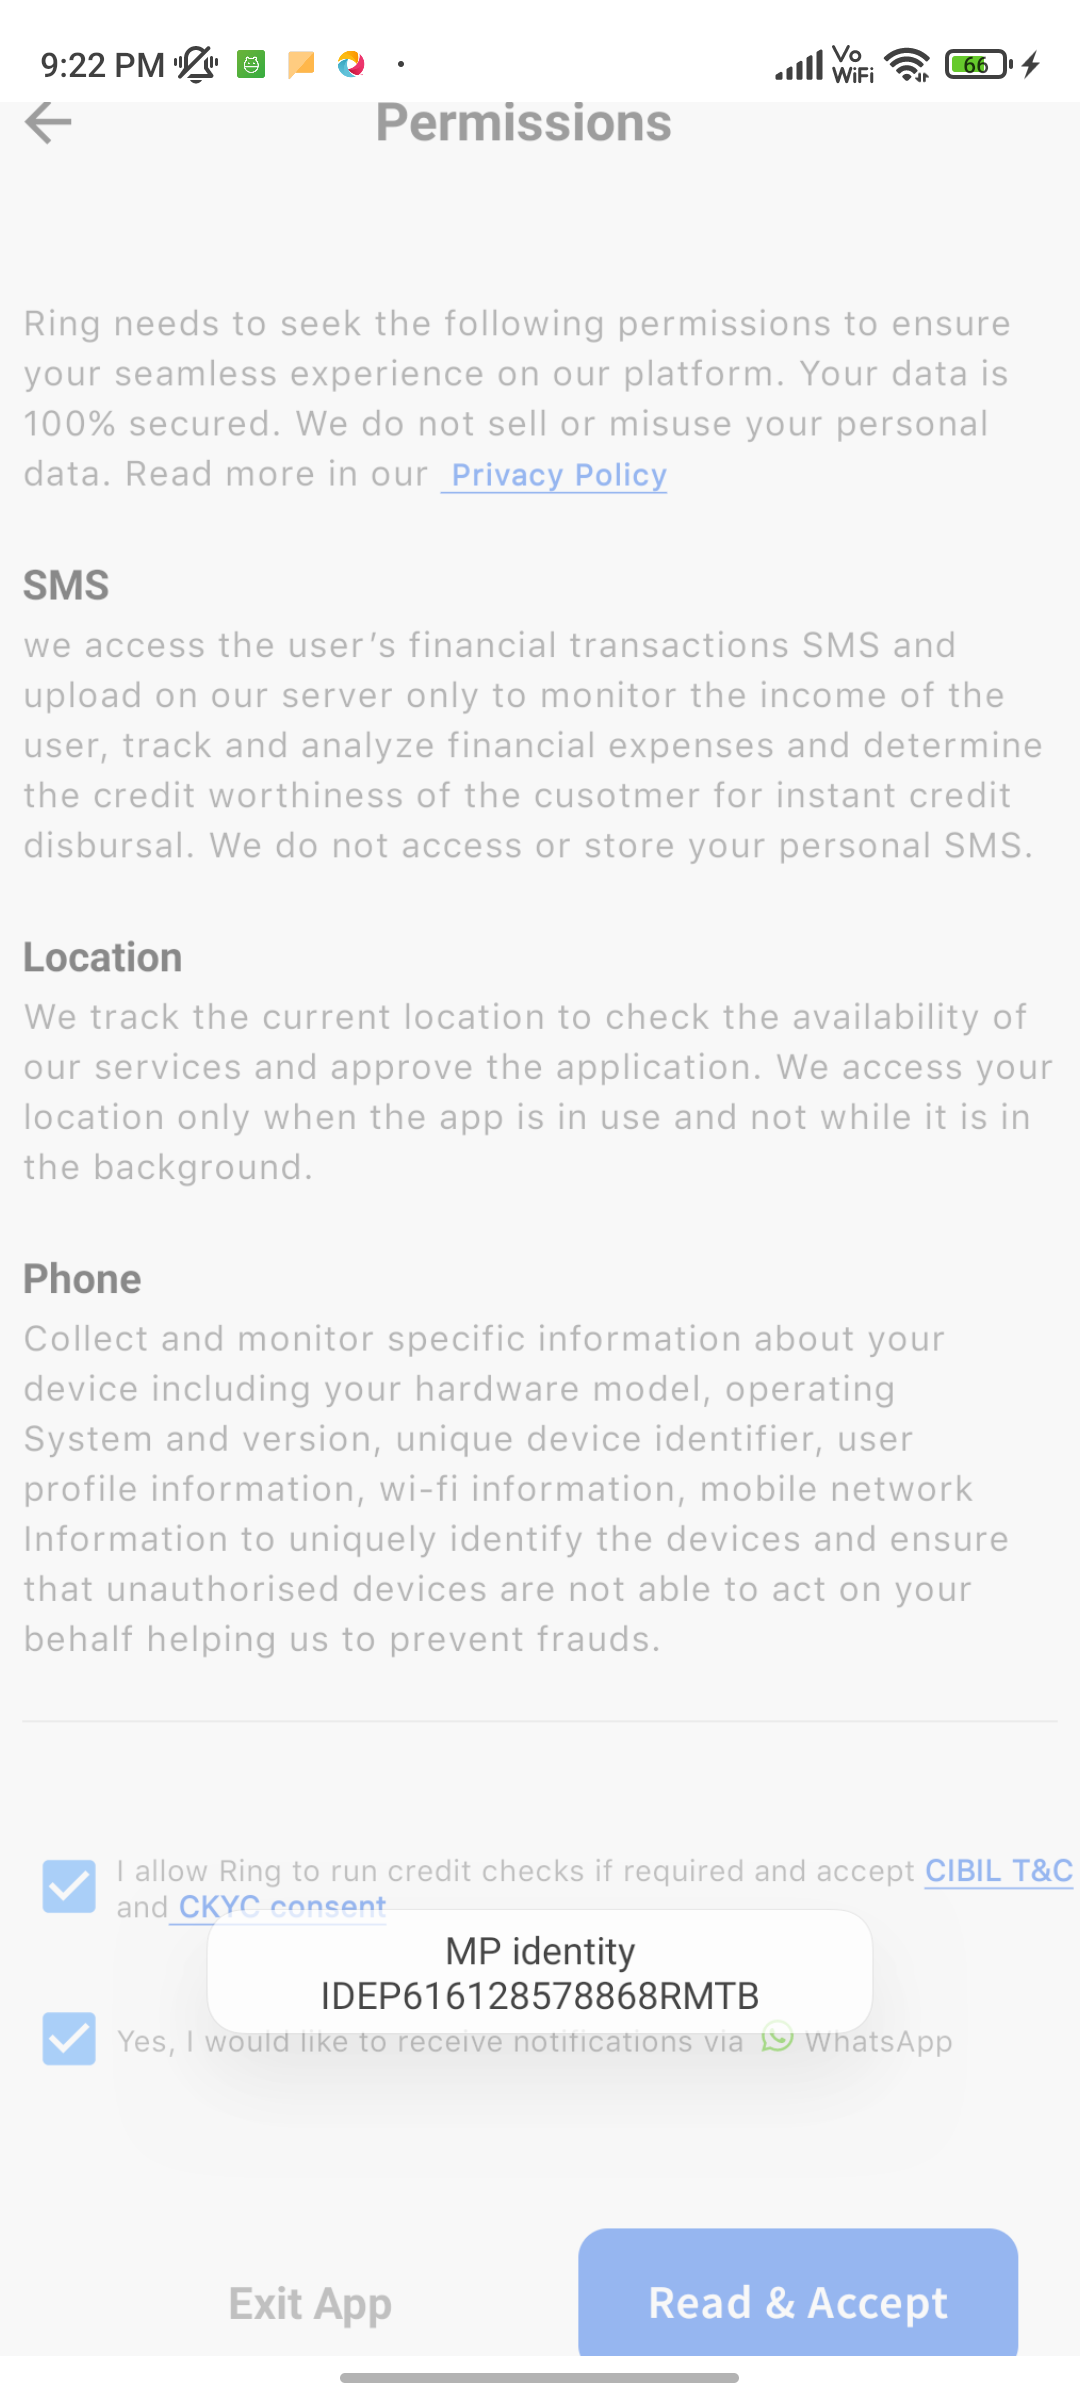 9:22 PM
Vo
WiFi
66
Permissions
Ring needs to seek the following permissions to ensure
your seamless experience on our platform. Your data is
100% secured. We do not sell or misuse your personal
data. Read more in our Privacy Policy
SMS
we access the user’s financial transactions SMS and
upload on our server only to monitor the income of the
user, track and analyze financial expenses and determine
the credit worthiness of the cusotmer for instant credit
disbursal. We do not access or store your personal SMS.
Location
We track the current location to check the availability of
our services and approve the application. We access your
location only when the app is in use and not while it is in
the background.
Phone
Collect and monitor specific information about your
device including your hardware model, operating
System and version, unique device identifier, user
profile information, wi-fi information, mobile network
Information to uniquely identify the devices and ensure
that unauthorised devices are not able to act on your
behalf helping us to prevent frauds.
I allow Ring to run credit checks if required and accept CIBIL T&C
and CKYC consent
MP identity
IDEP616128578868RMTB
Yes, I would like to receive notifications via WhatsApp
Exit App
Read & Accept